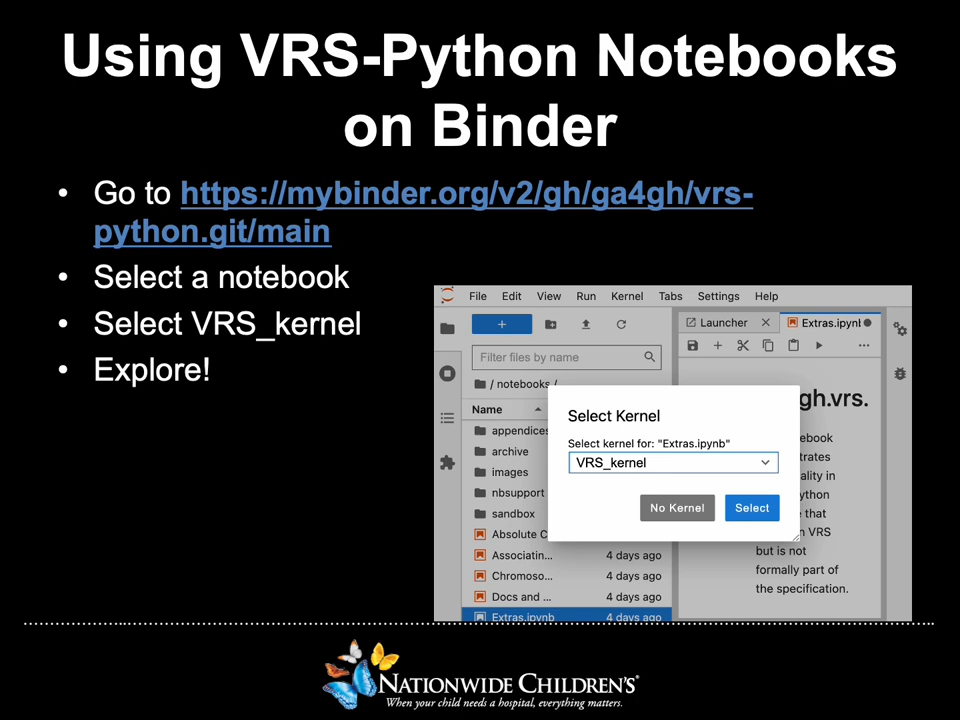 Using VRS-Python Notebooks
on Binder
• Go to https://mybinder.org/v2/gh/ga4gh/vrs-
python.git/main
• Select a notebook
• Select VRS_kernel
• Explore!
File Edit View Run Kernel Tabs Settings Help
Launcher Extras.ipynb
Filter files by name
/ notebooks /
Name
appendices
archive
images
nbsupport
sandbox
Absolute C
Associatin... 4 days ago
Chromoso... 4 days ago
Docs and ... 4 days ago
Extras.ipynb 4 days ago
Select Kernel
Select kernel for: "Extras.ipynb"
VRS_kernel
No Kernel Select
gh.vrs.
ebook
trates
ality in
ython
e that
n VRS
but is not
formally part of
the specification.
NATIONWIDE CHILDREN'S®
When your child needs a hospital, everything matters.